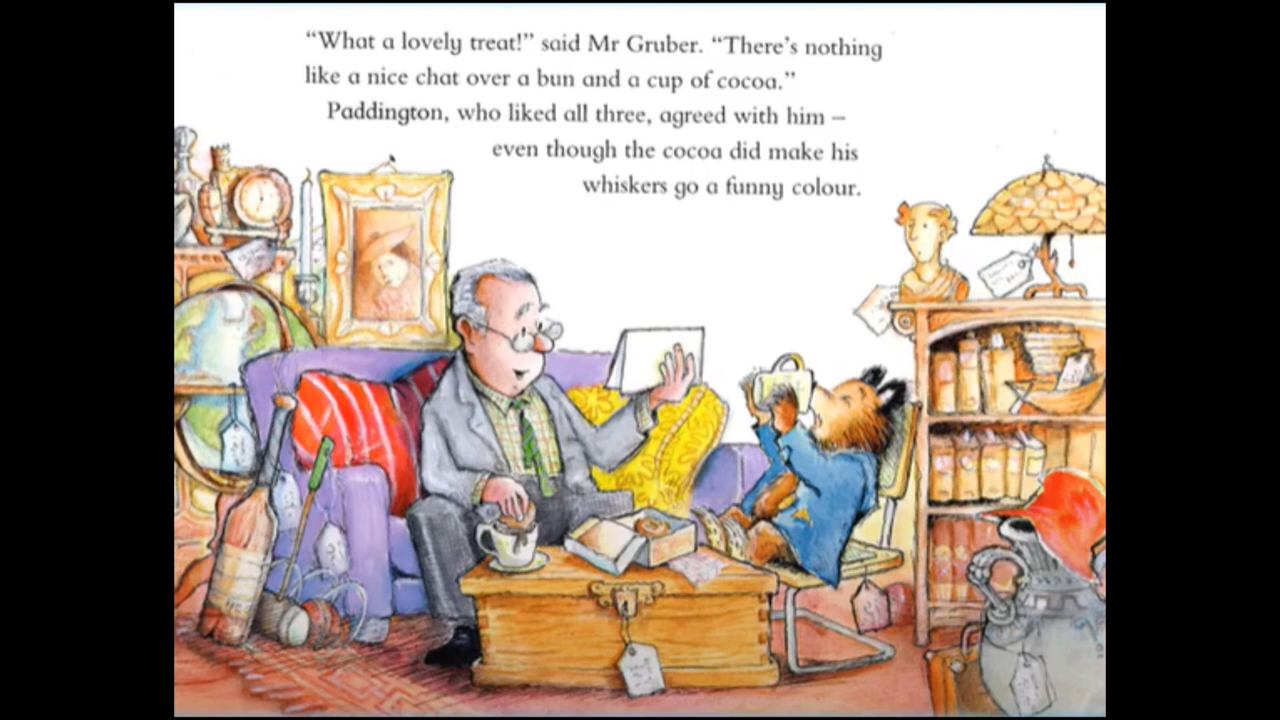 “What a lovely treat!” said Mr Gruber. “There’s nothing
like a nice chat over a bun and a cup of cocoa.”
Paddington, who liked all three, agreed with him –
even though the cocoa did make his
whiskers go a funny colour.